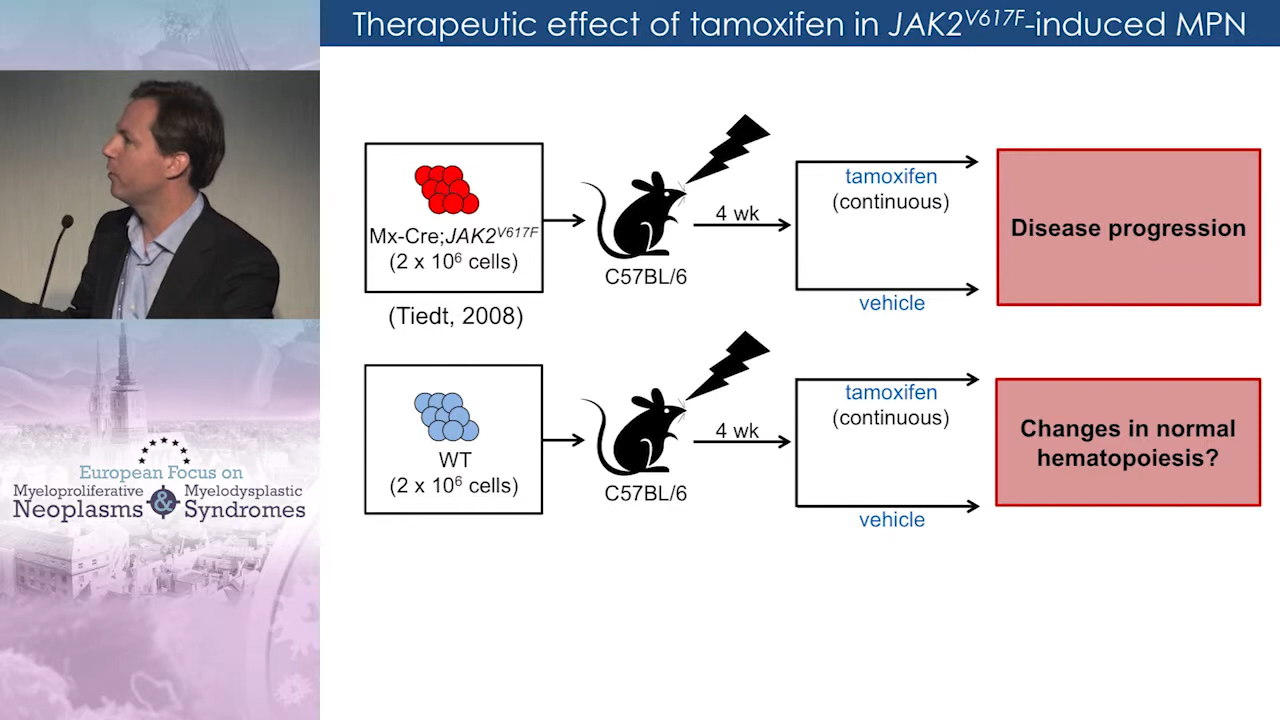 Therapeutic effect of tamoxifen in JAK2V617F-induced MPN
Mx-Cre;JAK2V617F
(2 x 10⁶ cells)
(Tiedt, 2008)
C57BL/6
4 wk
tamoxifen
(continuous)
vehicle
Disease progression
WT
(2 x 10⁶ cells)
C57BL/6
4 wk
tamoxifen
(continuous)
vehicle
Changes in normal
hematopoiesis?
European Focus on
Myeloproliferative & Myelodysplastic
Neoplasms Syndromes